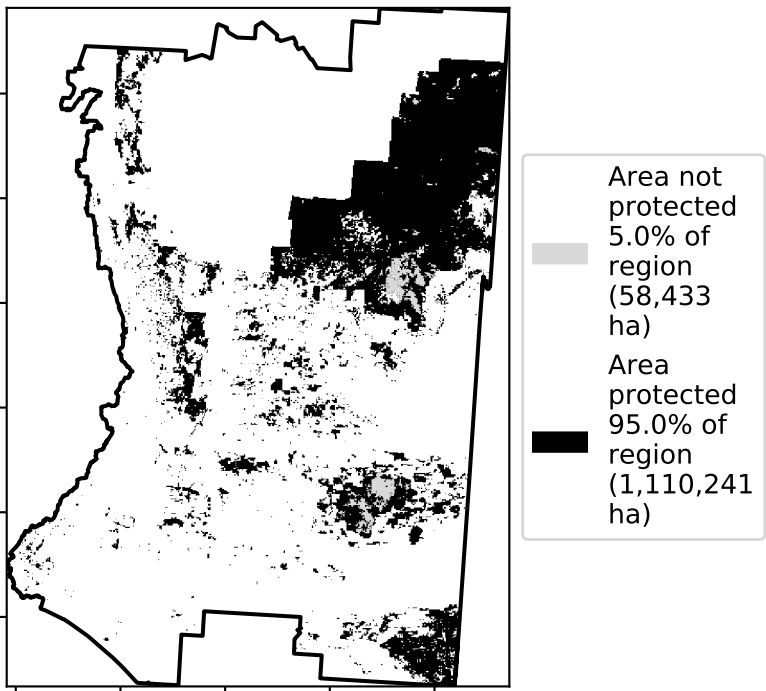 Area not
protected
5.0% of
region
(58,433
ha)
Area
protected
95.0% of
region
(1,110,241
ha)